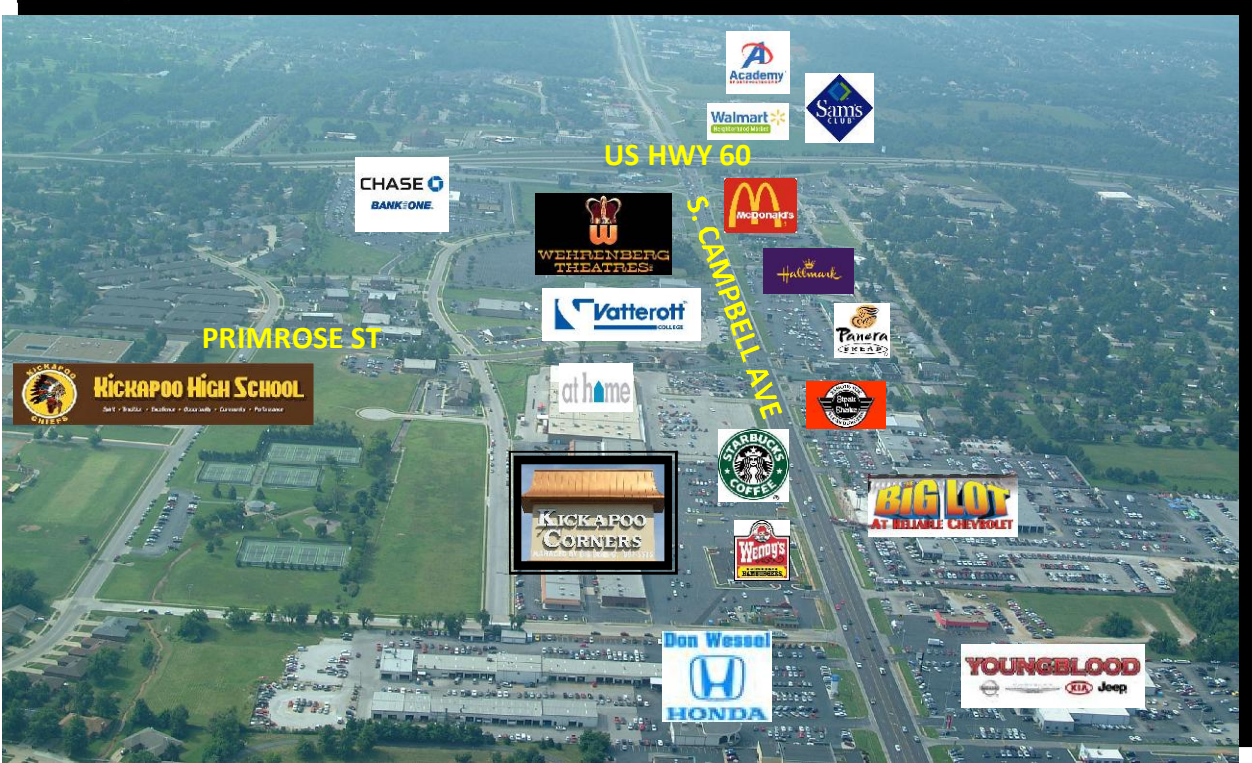 Academy
SPORTS+OUTDOORS
Walmart
Neighborhood Market
Sam's
CLUB
US HWY 60
CHASE
BANK ONE.
WEHRENBERG
THEATRES
McDonald's
S. CAMPBELL AVE
Hallmark
Vatterott
COLLEGE
Panera
BREAD
PRIMROSE ST
KICKAPOO
CHIEFS
KICKAPOO HIGH SCHOOL
at home
Steak
Shake
STARBUCKS
COFFEE
BIG LOT
AT RELIABLE CHEVROLET
KICKAPOO
CORNERS
Wendy's
HAMBURGERS
Don Wessel
HONDA
YOUNGBLOOD
KIA Jeep